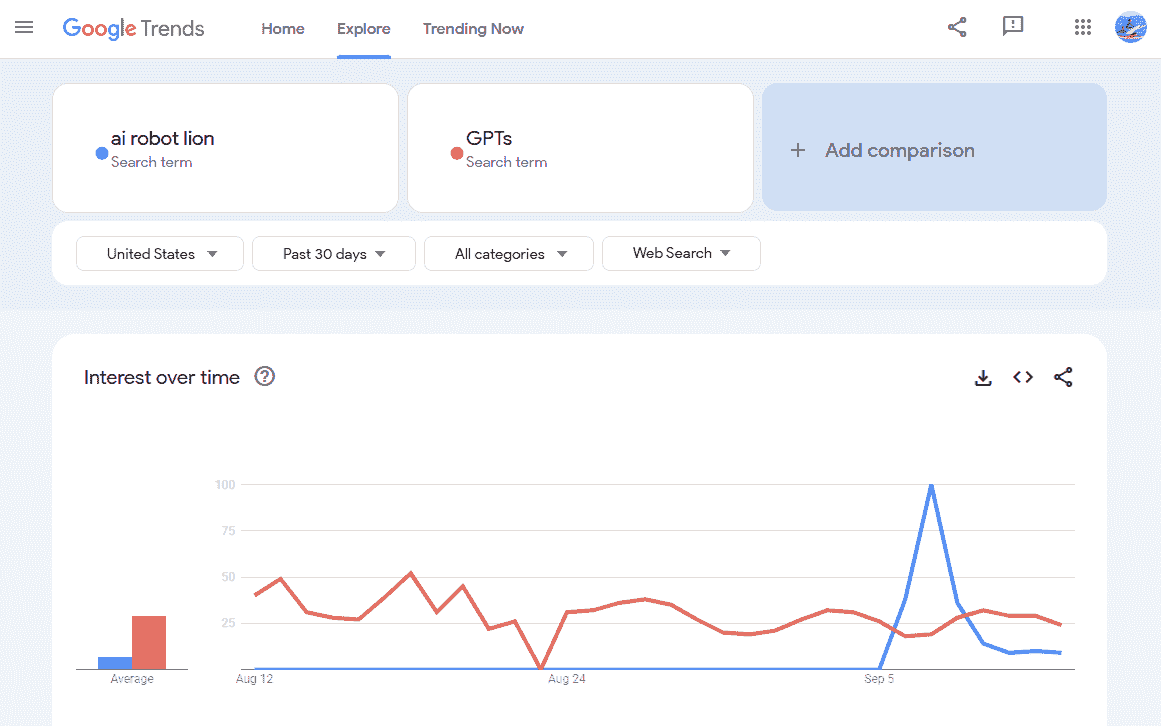 Google Trends
Home
Explore
Trending Now
ai robot lion
Search term
GPTs
Search term
+ Add comparison
United States
Past 30 days
All categories
Web Search
Interest over time
100
75
50
25
Average
Aug 12
Aug 24
Sep 5